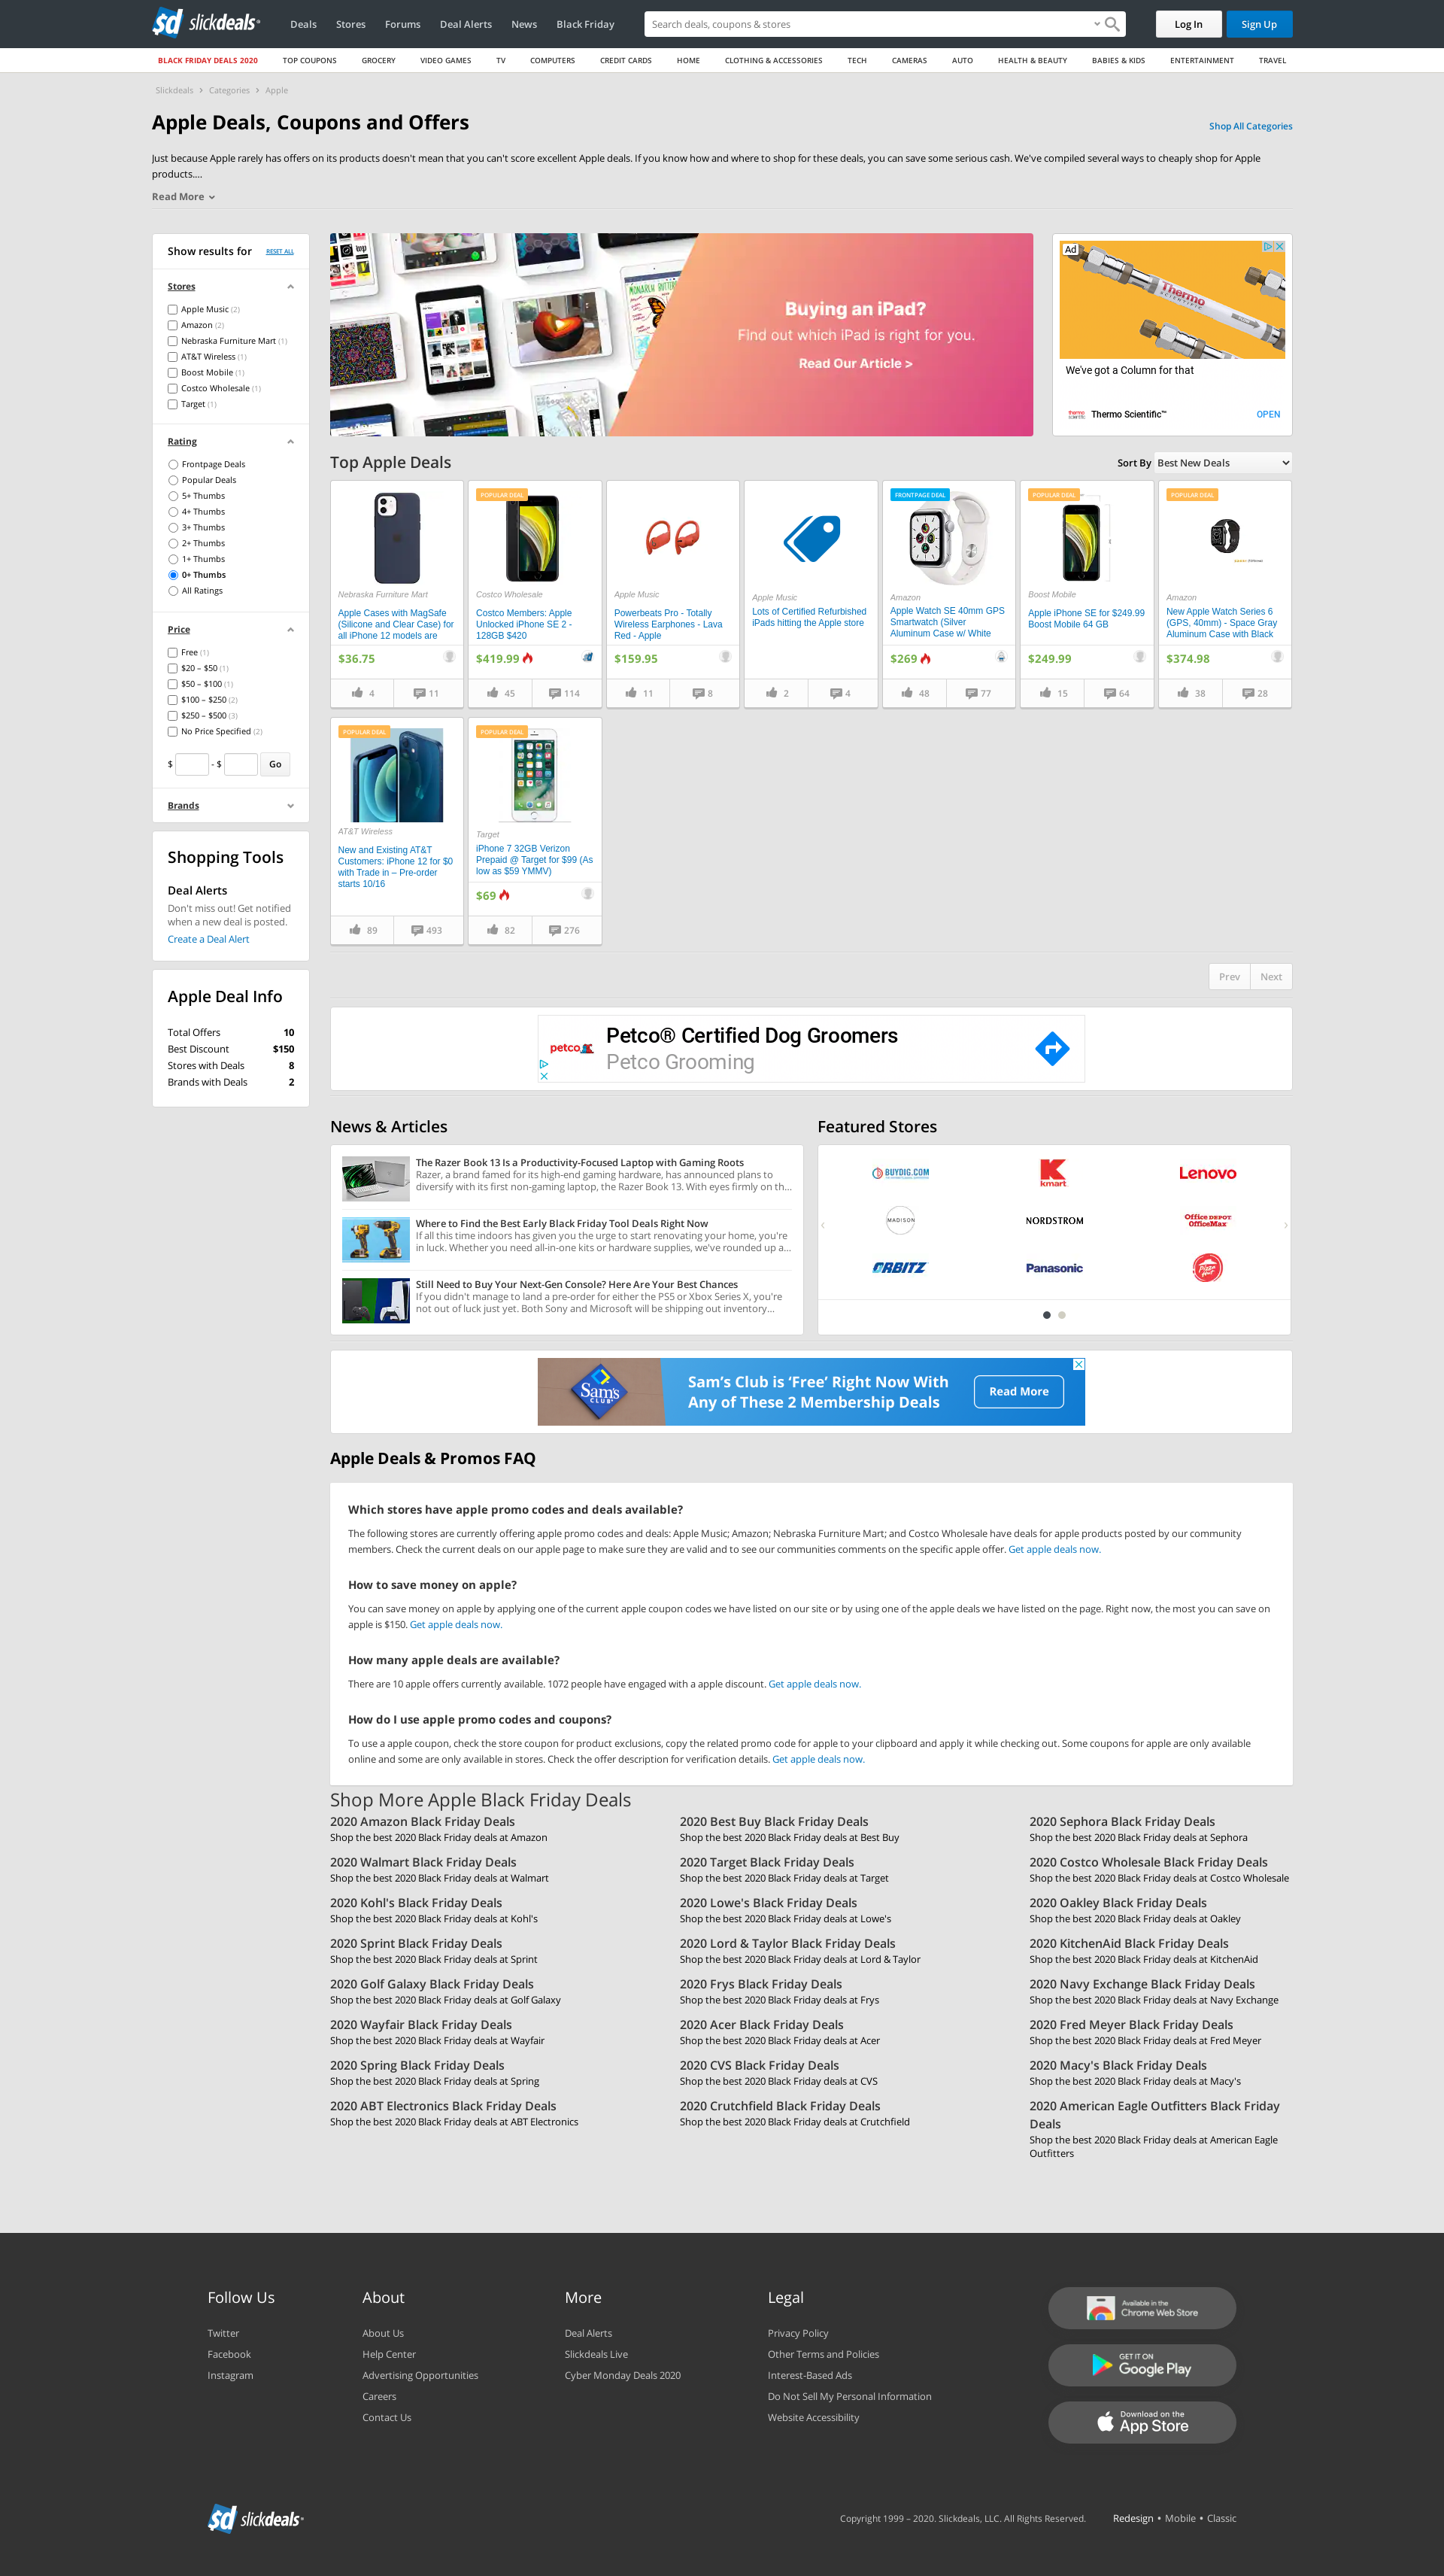 sd slickdeals
Deals Stores Forums Deal Alerts News Black Friday
Search deals, coupons & stores
Log In Sign Up
BLACK FRIDAY DEALS 2020 TOP COUPONS GROCERY VIDEO GAMES TV COMPUTERS CREDIT CARDS HOME CLOTHING & ACCESSORIES TECH CAMERAS AUTO HEALTH & BEAUTY BABIES & KIDS ENTERTAINMENT TRAVEL
Slickdeals › Categories › Apple
Apple Deals, Coupons and Offers
Shop All Categories
Just because Apple rarely has offers on its products doesn't mean that you can't score excellent Apple deals. If you know how and where to shop for these deals, you can save some serious cash. We've compiled several ways to cheaply shop for Apple
products....
Read More
Show results for RESET ALL
Stores
Apple Music (2)
Amazon (2)
Nebraska Furniture Mart (1)
AT&T Wireless (1)
Boost Mobile (1)
Costco Wholesale (1)
Target (1)
Rating
Frontpage Deals
Popular Deals
5+ Thumbs
4+ Thumbs
3+ Thumbs
2+ Thumbs
1+ Thumbs
0+ Thumbs
All Ratings
Price
Free (1)
$20 – $50 (1)
$50 – $100 (1)
$100 – $250 (2)
$250 – $500 (3)
No Price Specified (2)
$ - $ Go
Brands
Shopping Tools
Deal Alerts
Don't miss out! Get notified
when a new deal is posted.
Create a Deal Alert
Apple Deal Info
Total Offers 10
Best Discount $150
Stores with Deals 8
Brands with Deals 2
Buying an iPad?
Find out which iPad is right for you.
Read Our Article >
Ad
Thermo
SCIENTIFIC
We've got a Column for that
Thermo Scientific™ OPEN
Top Apple Deals
Sort By Best New Deals
Nebraska Furniture Mart
Apple Cases with MagSafe
(Silicone and Clear Case) for
all iPhone 12 models are
$36.75
4 11
POPULAR DEAL
Costco Wholesale
Costco Members: Apple
Unlocked iPhone SE 2 -
128GB $420
$419.99
45 114
Apple Music
Powerbeats Pro - Totally
Wireless Earphones - Lava
Red - Apple
$159.95
11 8
Apple Music
Lots of Certified Refurbished
iPads hitting the Apple store
2 4
FRONTPAGE DEAL
Amazon
Apple Watch SE 40mm GPS
Smartwatch (Silver
Aluminum Case w/ White
$269
48 77
POPULAR DEAL
Boost Mobile
Apple iPhone SE for $249.99
Boost Mobile 64 GB
$249.99
15 64
POPULAR DEAL
Amazon
New Apple Watch Series 6
(GPS, 40mm) - Space Gray
Aluminum Case with Black
$374.98
38 28
POPULAR DEAL
AT&T Wireless
New and Existing AT&T
Customers: iPhone 12 for $0
with Trade in – Pre-order
starts 10/16
89 493
POPULAR DEAL
Target
iPhone 7 32GB Verizon
Prepaid @ Target for $99 (As
low as $59 YMMV)
$69
82 276
Prev Next
petco
Petco® Certified Dog Groomers
Petco Grooming
News & Articles
The Razer Book 13 Is a Productivity-Focused Laptop with Gaming Roots
Razer, a brand famed for its high-end gaming hardware, has announced plans to
diversify with its first non-gaming laptop, the Razer Book 13. With eyes firmly on th...
Where to Find the Best Early Black Friday Tool Deals Right Now
If all this time indoors has given you the urge to start renovating your home, you're
in luck. Whether you need all-in-one kits or hardware supplies, we've rounded up a...
Still Need to Buy Your Next-Gen Console? Here Are Your Best Chances
If you didn't manage to land a pre-order for either the PS5 or Xbox Series X, you're
not out of luck just yet. Both Sony and Microsoft will be shipping out inventory...
Featured Stores
BUYDIG.COM kmart Lenovo
MADISON NORDSTROM Office DEPOT OfficeMax
ORBITZ Panasonic Pizza Hut
Sam's CLUB
Sam's Club is ‘Free’ Right Now With
Any of These 2 Membership Deals
Read More
Apple Deals & Promos FAQ
Which stores have apple promo codes and deals available?
The following stores are currently offering apple promo codes and deals: Apple Music; Amazon; Nebraska Furniture Mart; and Costco Wholesale have deals for apple products posted by our community
members. Check the current deals on our apple page to make sure they are valid and to see our communities comments on the specific apple offer. Get apple deals now.
How to save money on apple?
You can save money on apple by applying one of the current apple coupon codes we have listed on our site or by using one of the apple deals we have listed on the page. Right now, the most you can save on
apple is $150. Get apple deals now.
How many apple deals are available?
There are 10 apple offers currently available. 1072 people have engaged with a apple discount. Get apple deals now.
How do I use apple promo codes and coupons?
To use a apple coupon, check the store coupon for product exclusions, copy the related promo code for apple to your clipboard and apply it while checking out. Some coupons for apple are only available
online and some are only available in stores. Check the offer description for verification details. Get apple deals now.
Shop More Apple Black Friday Deals
2020 Amazon Black Friday Deals
Shop the best 2020 Black Friday deals at Amazon
2020 Best Buy Black Friday Deals
Shop the best 2020 Black Friday deals at Best Buy
2020 Sephora Black Friday Deals
Shop the best 2020 Black Friday deals at Sephora
2020 Walmart Black Friday Deals
Shop the best 2020 Black Friday deals at Walmart
2020 Target Black Friday Deals
Shop the best 2020 Black Friday deals at Target
2020 Costco Wholesale Black Friday Deals
Shop the best 2020 Black Friday deals at Costco Wholesale
2020 Kohl's Black Friday Deals
Shop the best 2020 Black Friday deals at Kohl's
2020 Lowe's Black Friday Deals
Shop the best 2020 Black Friday deals at Lowe's
2020 Oakley Black Friday Deals
Shop the best 2020 Black Friday deals at Oakley
2020 Sprint Black Friday Deals
Shop the best 2020 Black Friday deals at Sprint
2020 Lord & Taylor Black Friday Deals
Shop the best 2020 Black Friday deals at Lord & Taylor
2020 KitchenAid Black Friday Deals
Shop the best 2020 Black Friday deals at KitchenAid
2020 Golf Galaxy Black Friday Deals
Shop the best 2020 Black Friday deals at Golf Galaxy
2020 Frys Black Friday Deals
Shop the best 2020 Black Friday deals at Frys
2020 Navy Exchange Black Friday Deals
Shop the best 2020 Black Friday deals at Navy Exchange
2020 Wayfair Black Friday Deals
Shop the best 2020 Black Friday deals at Wayfair
2020 Acer Black Friday Deals
Shop the best 2020 Black Friday deals at Acer
2020 Fred Meyer Black Friday Deals
Shop the best 2020 Black Friday deals at Fred Meyer
2020 Spring Black Friday Deals
Shop the best 2020 Black Friday deals at Spring
2020 CVS Black Friday Deals
Shop the best 2020 Black Friday deals at CVS
2020 Macy's Black Friday Deals
Shop the best 2020 Black Friday deals at Macy's
2020 ABT Electronics Black Friday Deals
Shop the best 2020 Black Friday deals at ABT Electronics
2020 Crutchfield Black Friday Deals
Shop the best 2020 Black Friday deals at Crutchfield
2020 American Eagle Outfitters Black Friday
Deals
Shop the best 2020 Black Friday deals at American Eagle
Outfitters
Follow Us
Twitter
Facebook
Instagram
About
About Us
Help Center
Advertising Opportunities
Careers
Contact Us
More
Deal Alerts
Slickdeals Live
Cyber Monday Deals 2020
Legal
Privacy Policy
Other Terms and Policies
Interest-Based Ads
Do Not Sell My Personal Information
Website Accessibility
Available in the
Chrome Web Store
GET IT ON
Google Play
Download on the
App Store
sd slickdeals
Copyright 1999 – 2020. Slickdeals, LLC. All Rights Reserved.
Redesign • Mobile • Classic